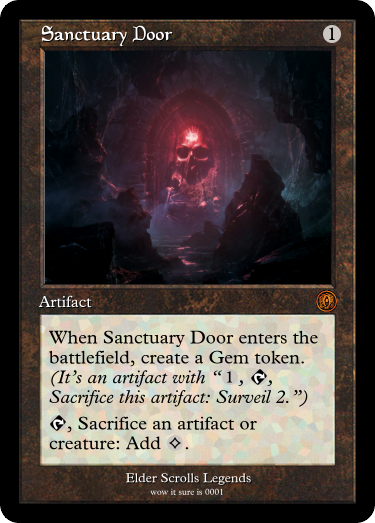 Sanctuary Door 1
Artifact
When Sanctuary Door enters the
battlefield, create a Gem token.
(It's an artifact with “1, ,
Sacrifice this artifact: Surveil 2.”)
, Sacrifice an artifact or
creature: Add .
Elder Scrolls Legends
wow it sure is 0001